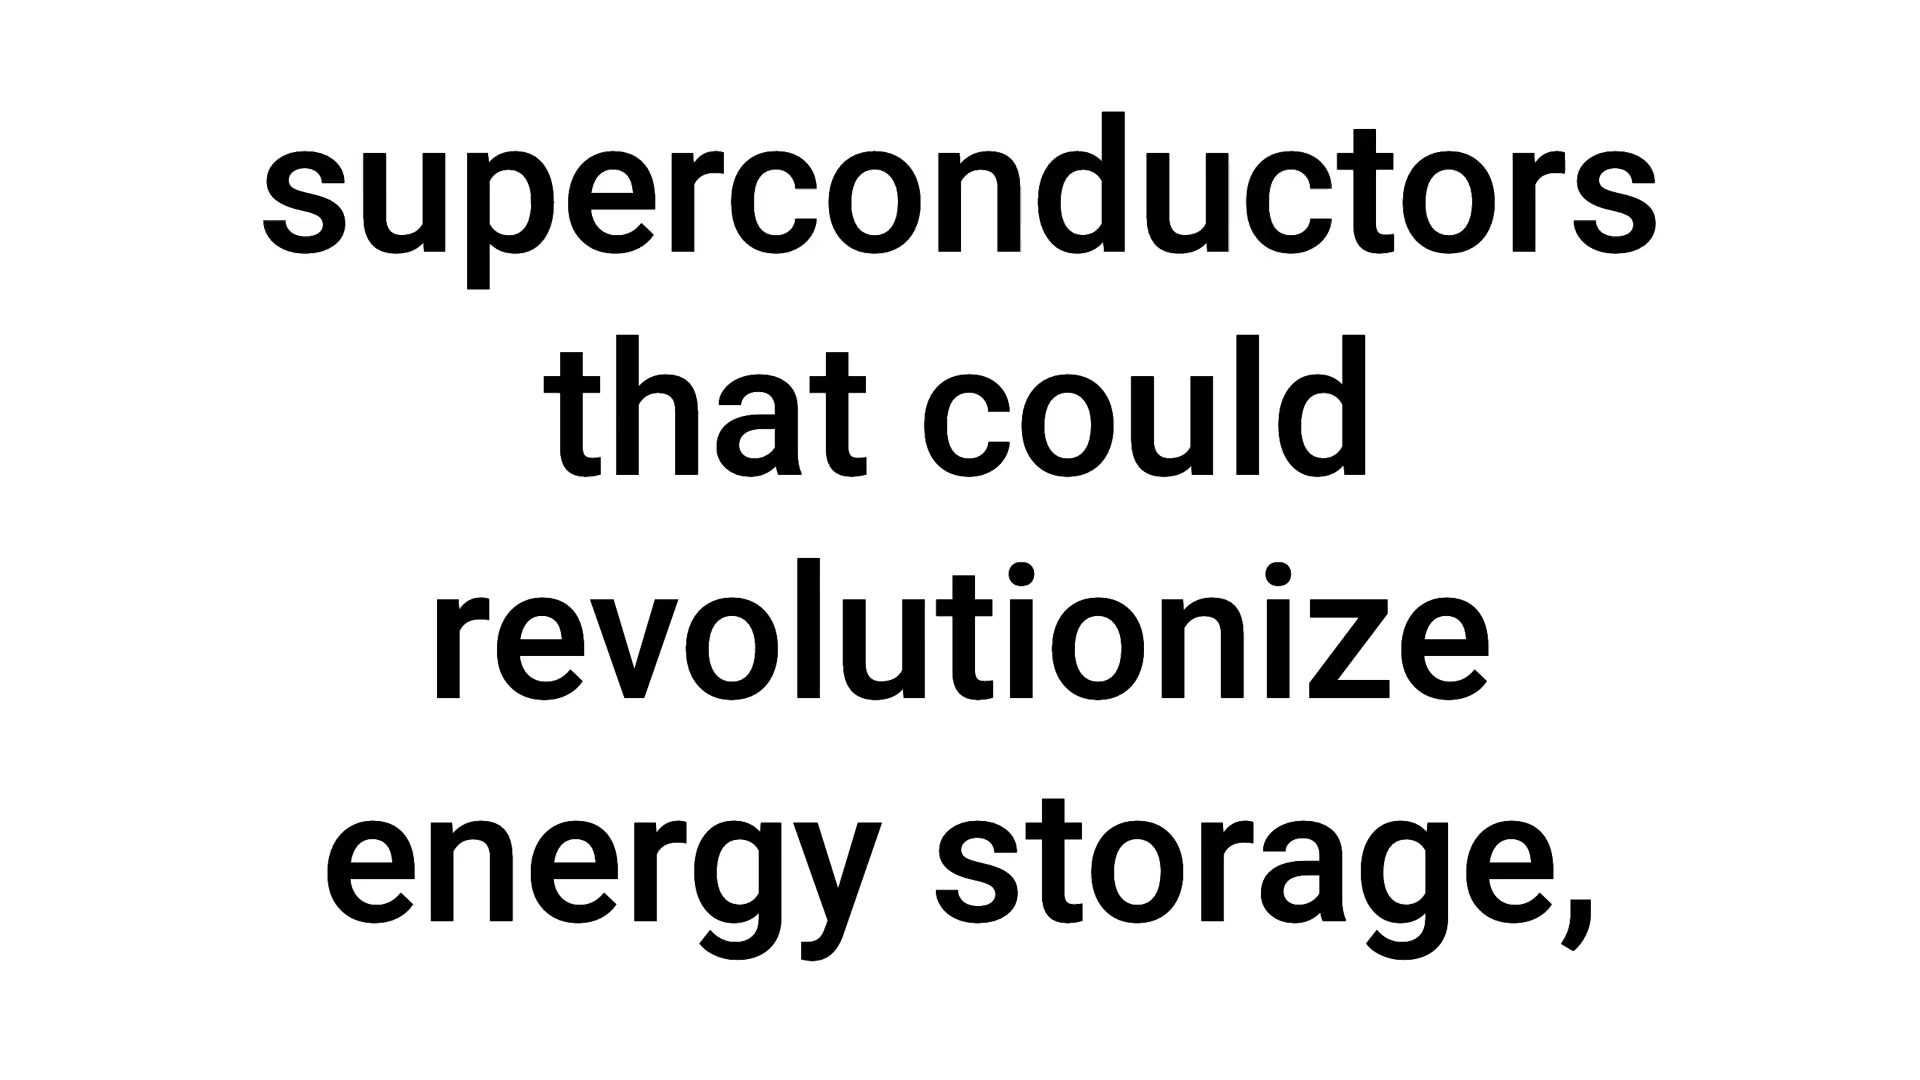 superconductors
that could
revolutionize
energy storage,